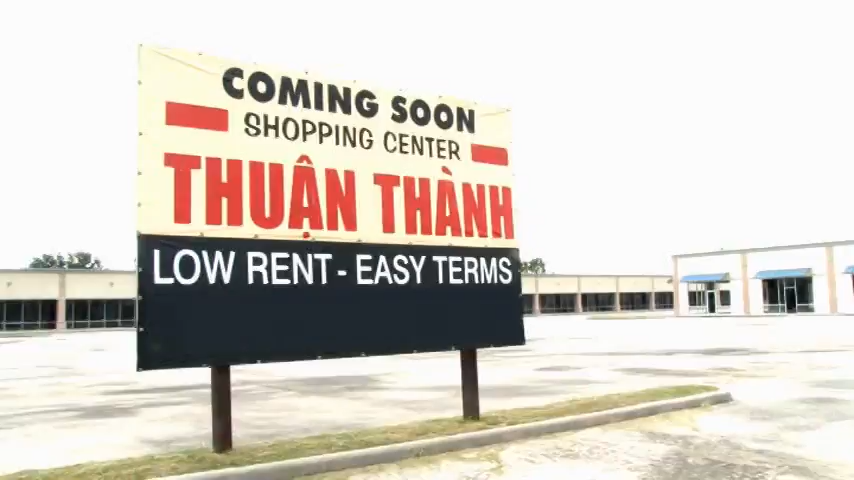 COMING SOON
SHOPPING CENTER
THUẬN THÀNH
LOW RENT - EASY TERMS